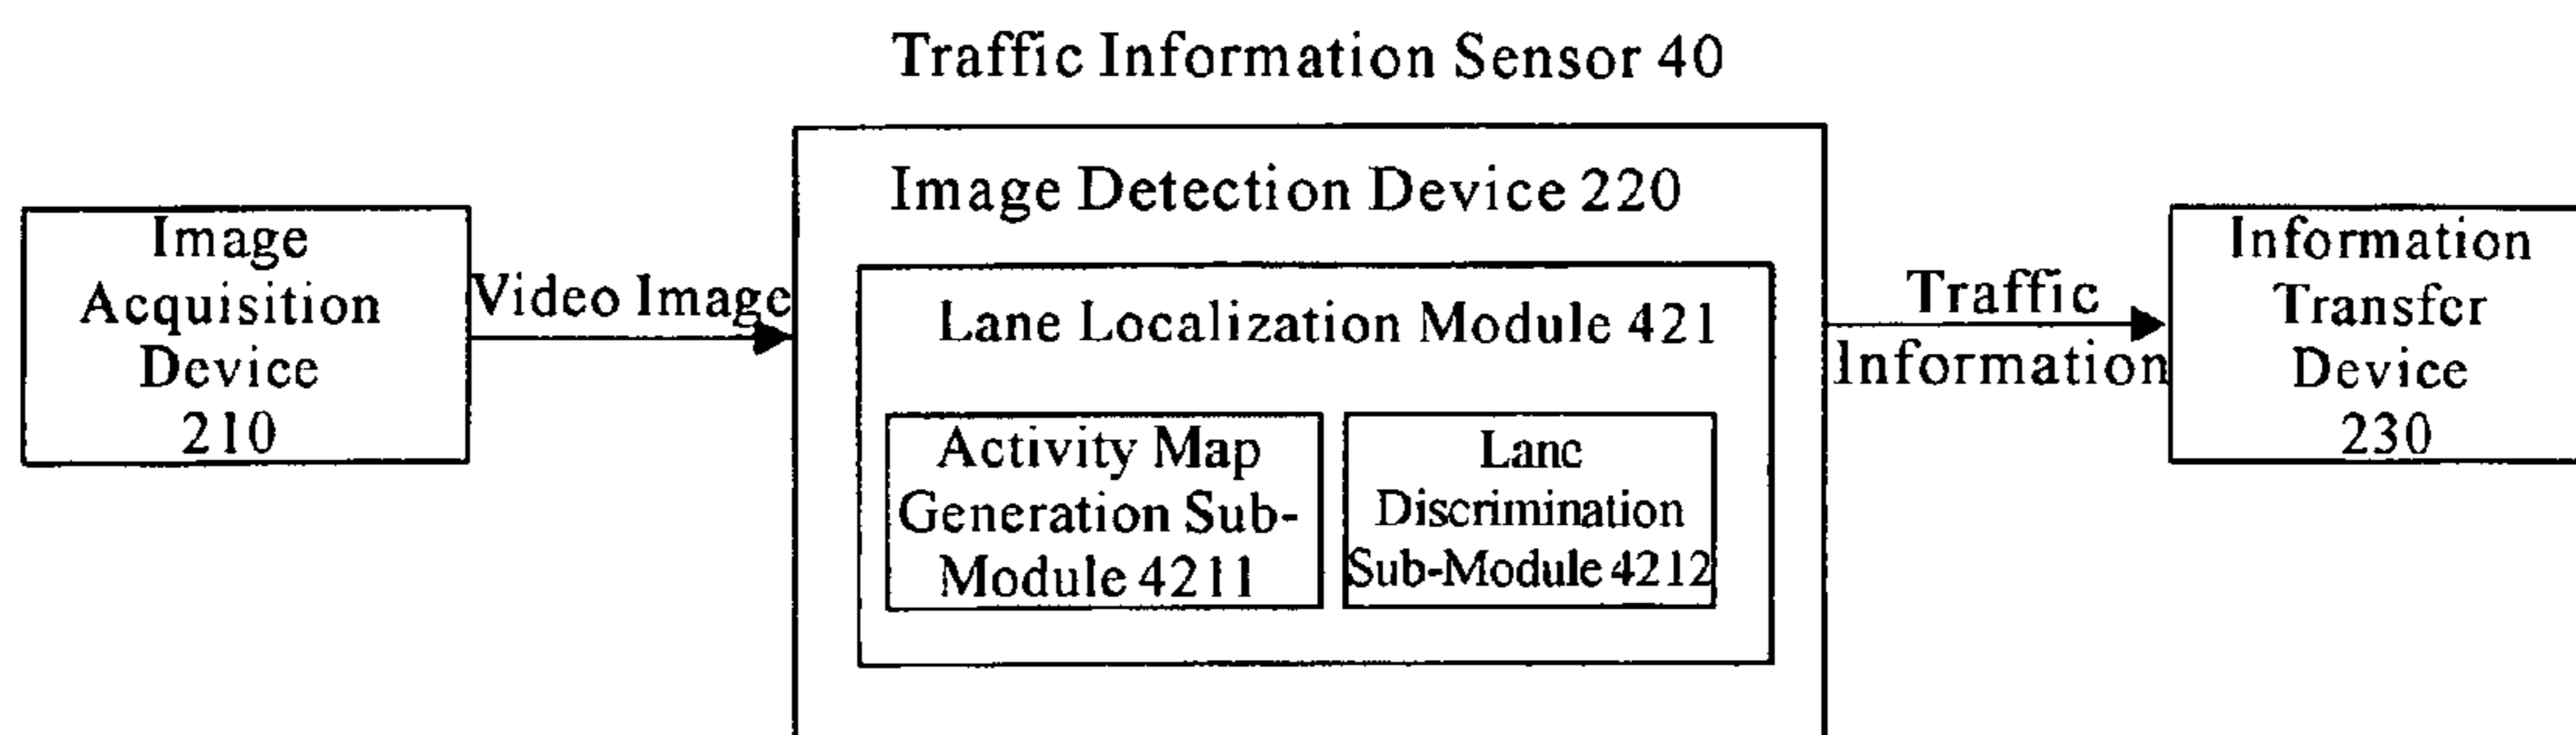 Traffic Information Sensor 40
Image Detection Device 220
Image
Acquisition
Device
210
Video Image
Lane Localization Module 421
Activity Map
Generation Sub-
Module 4211
Lane
Discrimination
Sub-Module 4212
Traffic
Information
Information
Transfer
Device
230